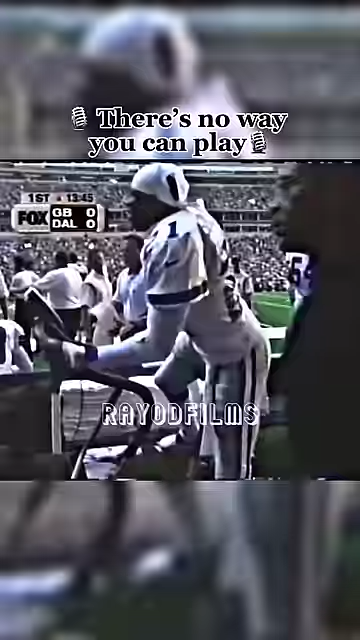 🎙️ There's no way
you can play🎙️
1ST 13:45
FOX GB 0
DAL 0
1
RAYODFILMS